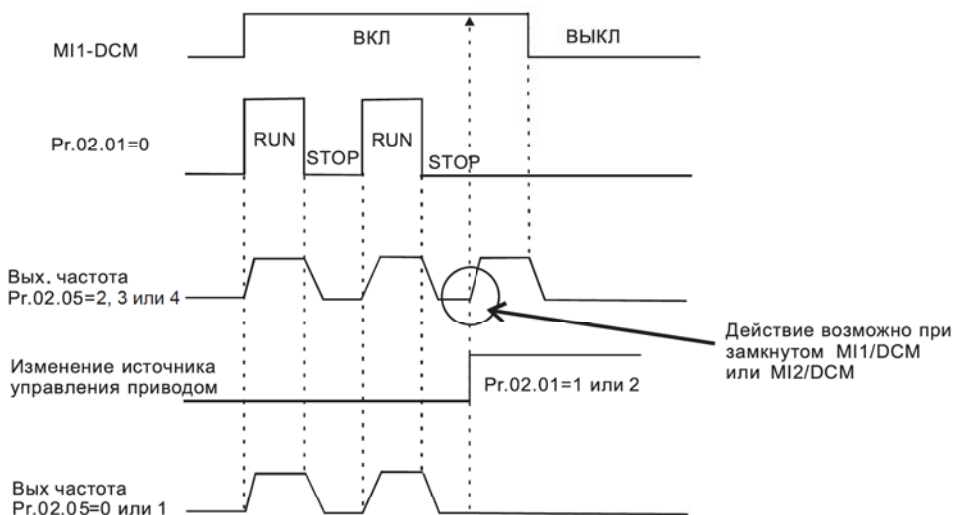 MI1-DCM
ВКЛ
ВЫКЛ
Pr.02.01=0
RUN
STOP
RUN
STOP
Вых. частота
Pr.02.05=2, 3 или 4
Действие возможно при
замкнутом MI1/DCM
или MI2/DCM
Изменение источника
управления приводом
Pr.02.01=1 или 2
Вых частота
Pr.02.05=0 или 1